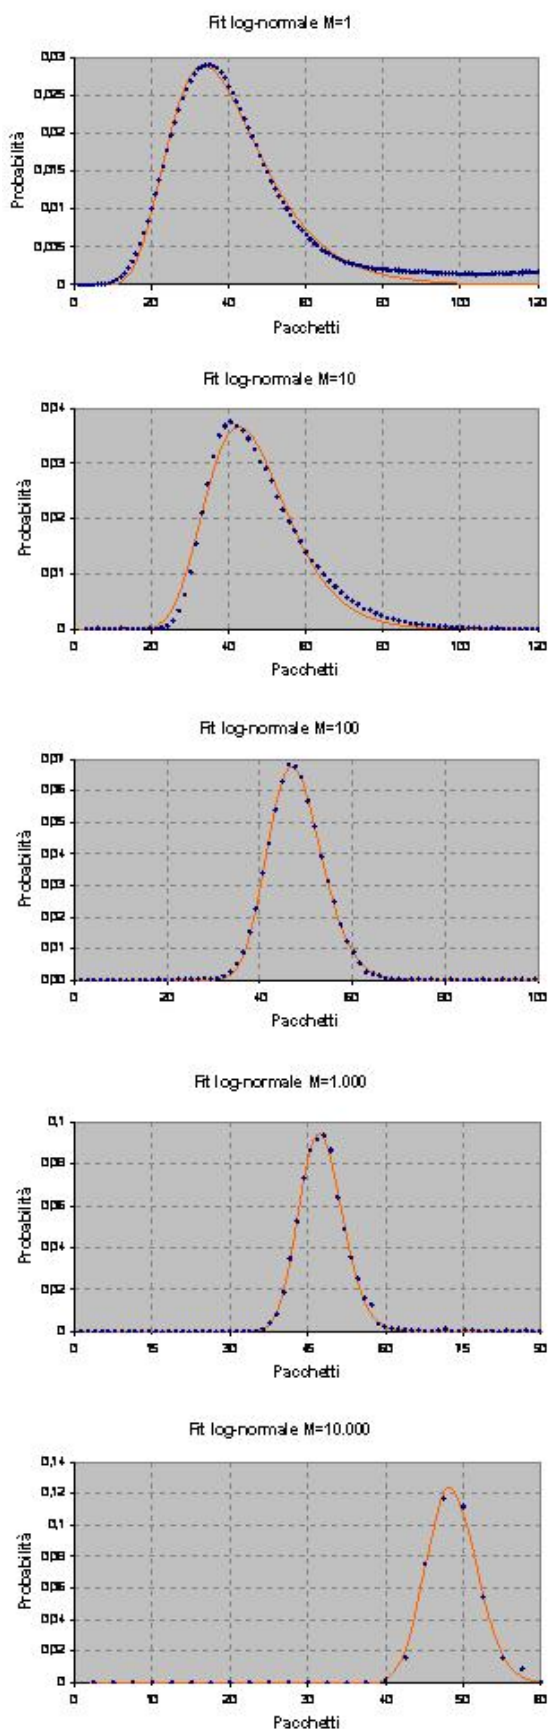 Fit log-normale M=1
0,03
0,025
0,02
0,015
0,01
0,005
0
Probabilità
0 20 40 60 80 100 120
Pacchetti
Fit log-normale M=10
0,04
0,03
0,02
0,01
0
Probabilità
0 20 40 60 80 100 120
Pacchetti
Fit log-normale M=100
0,07
0,06
0,05
0,04
0,03
0,02
0,01
0,00
Probabilità
0 20 40 60 80 100
Pacchetti
Fit log-normale M=1.000
0,1
0,08
0,06
0,04
0,02
0
Probabilità
0 15 30 45 60 75 90
Pacchetti
Fit log-normale M=10.000
0,14
0,12
0,1
0,08
0,06
0,04
0,02
0
Probabilità
0 10 20 30 40 50 60
Pacchetti